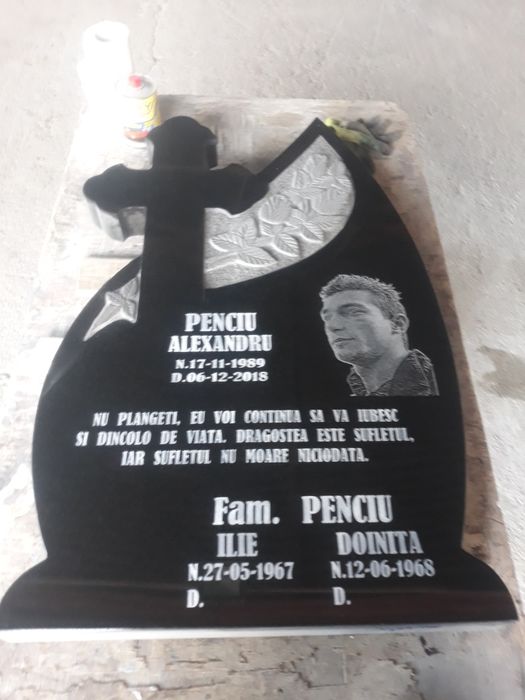 PENCIU
ALEXANDRU
N.17-11-1989
D.06-12-2018
NU PLANGETI, EU VOI CONTINUA SA VA IUBESC
SI DINCOLO DE VIATA. DRAGOSTEA ESTE SUFLETUL,
IAR SUFLETUL NU MOARE NICIODATA.
Fam. PENCIU
ILIE DOINITA
N.27-05-1967 N.12-06-1968
D. D.